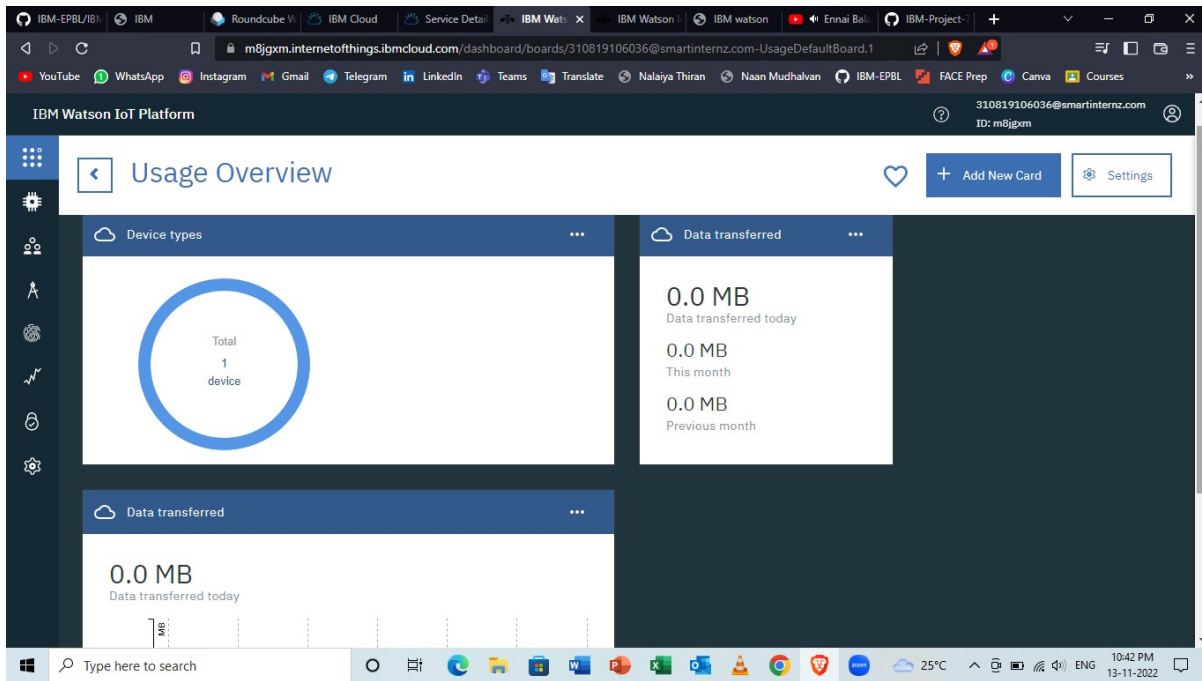 IBM-EPBL/IBM
IBM
Roundcube W
IBM Cloud
Service Detail
IBM Wats
IBM Watson I
IBM watson
Ennai Bala
IBM-Project-7
m8jgxm.internetofthings.ibmcloud.com/dashboard/boards/310819106036@smartinternz.com-UsageDefaultBoard.1
YouTube
WhatsApp
Instagram
Gmail
Telegram
LinkedIn
Teams
Translate
Nalaiya Thiran
Naan Mudhalvan
IBM-EPBL
FACE Prep
Canva
Courses
IBM Watson IoT Platform
310819106036@smartinternz.com
ID: m8jgxm
Usage Overview
Add New Card
Settings
Device types
Data transferred
Total
1
device
0.0 MB
Data transferred today
0.0 MB
This month
0.0 MB
Previous month
Data transferred
0.0 MB
Data transferred today
MB
Type here to search
25°C
ENG
10:42 PM
13-11-2022